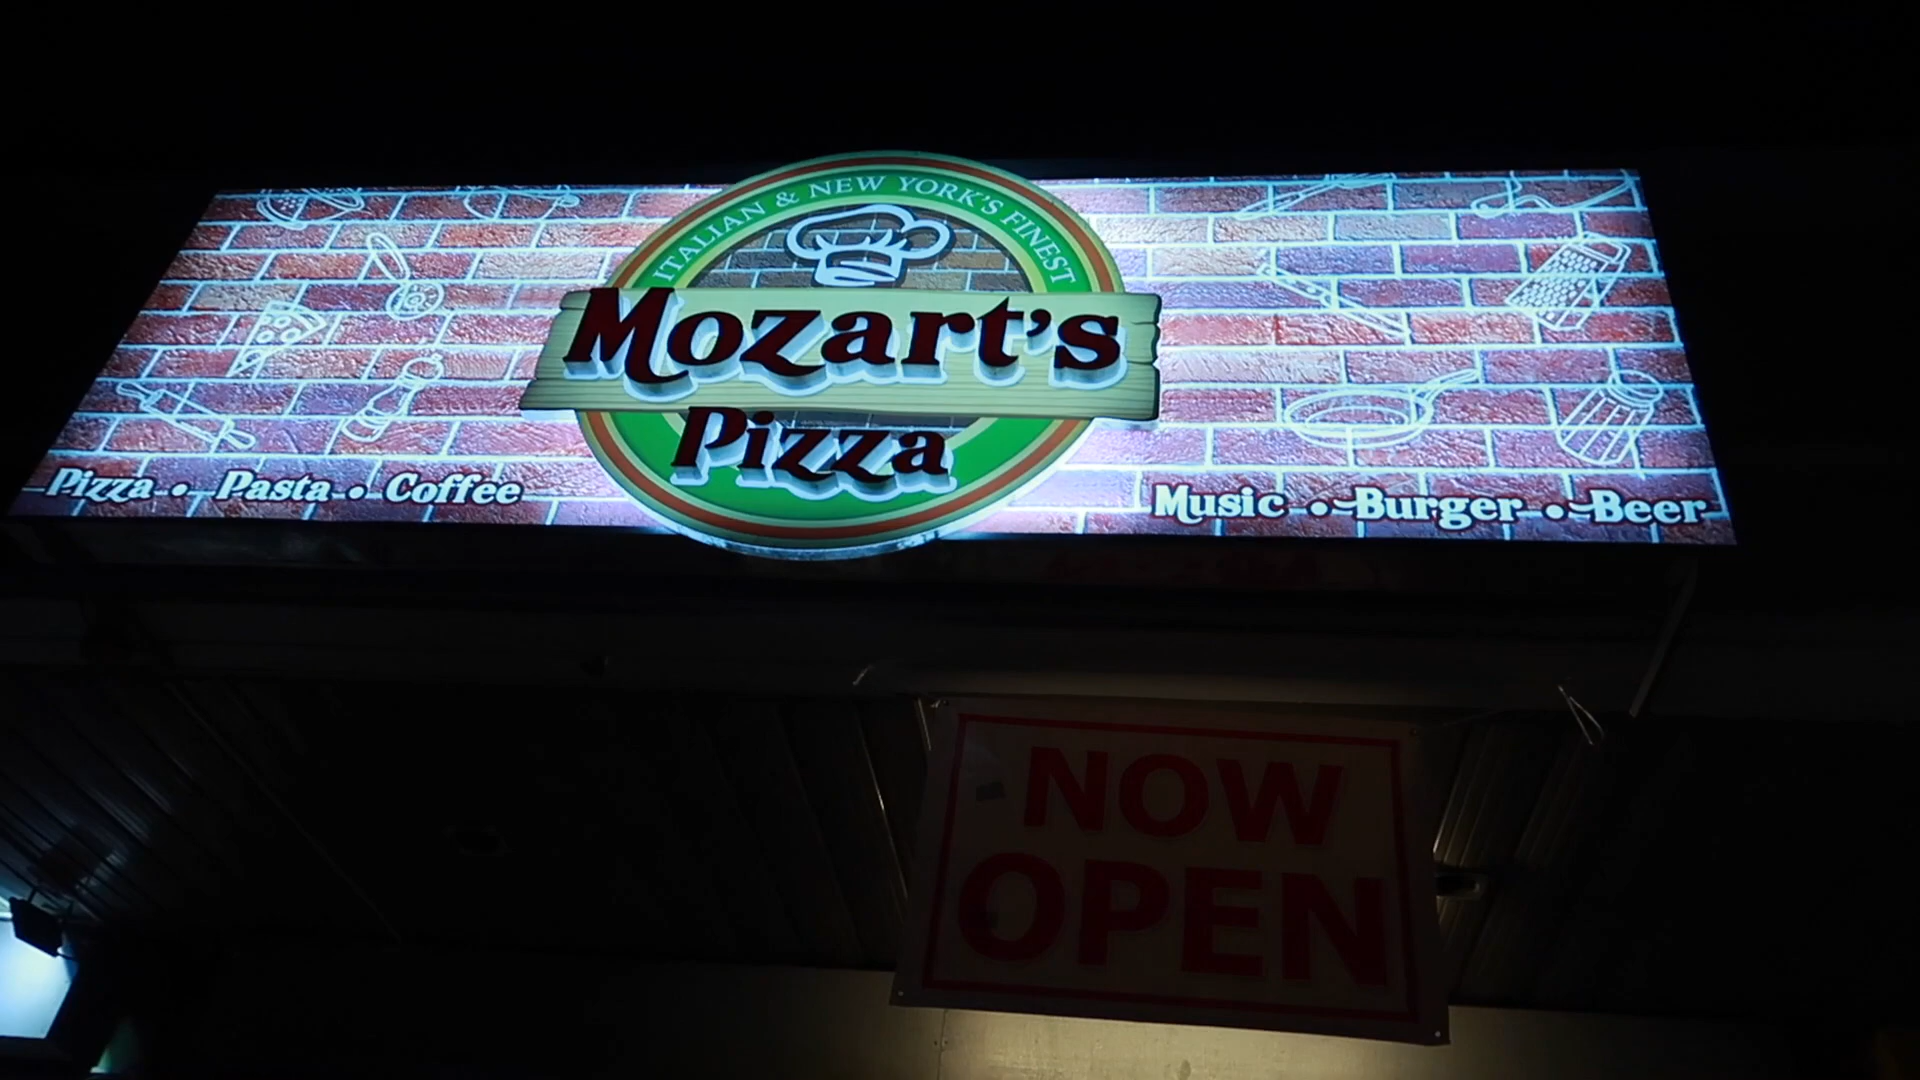 ITALIAN & NEW YORK'S FINEST
Mozart's
Pizza
Pizza • Pasta • Coffee
Music • Burger • Beer
NOW
OPEN